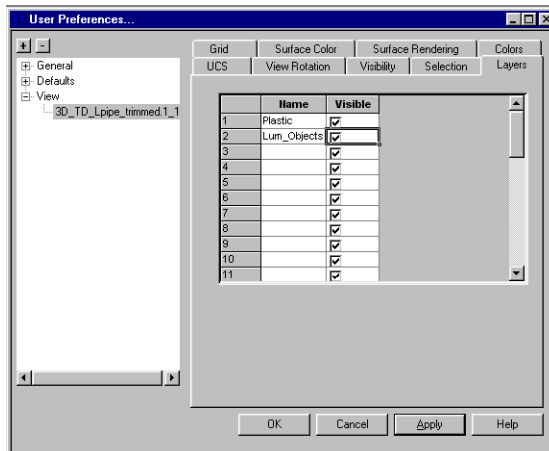 User Preferences...
+ -
General
Defaults
View
3D_TD_Lpipe_trimmed.1_1
Grid Surface Color Surface Rendering Colors
UCS View Rotation Visibility Selection Layers
Name Visible
1 Plastic
2 Lum_Objects
3
4
5
6
7
8
9
10
11
OK Cancel Apply Help